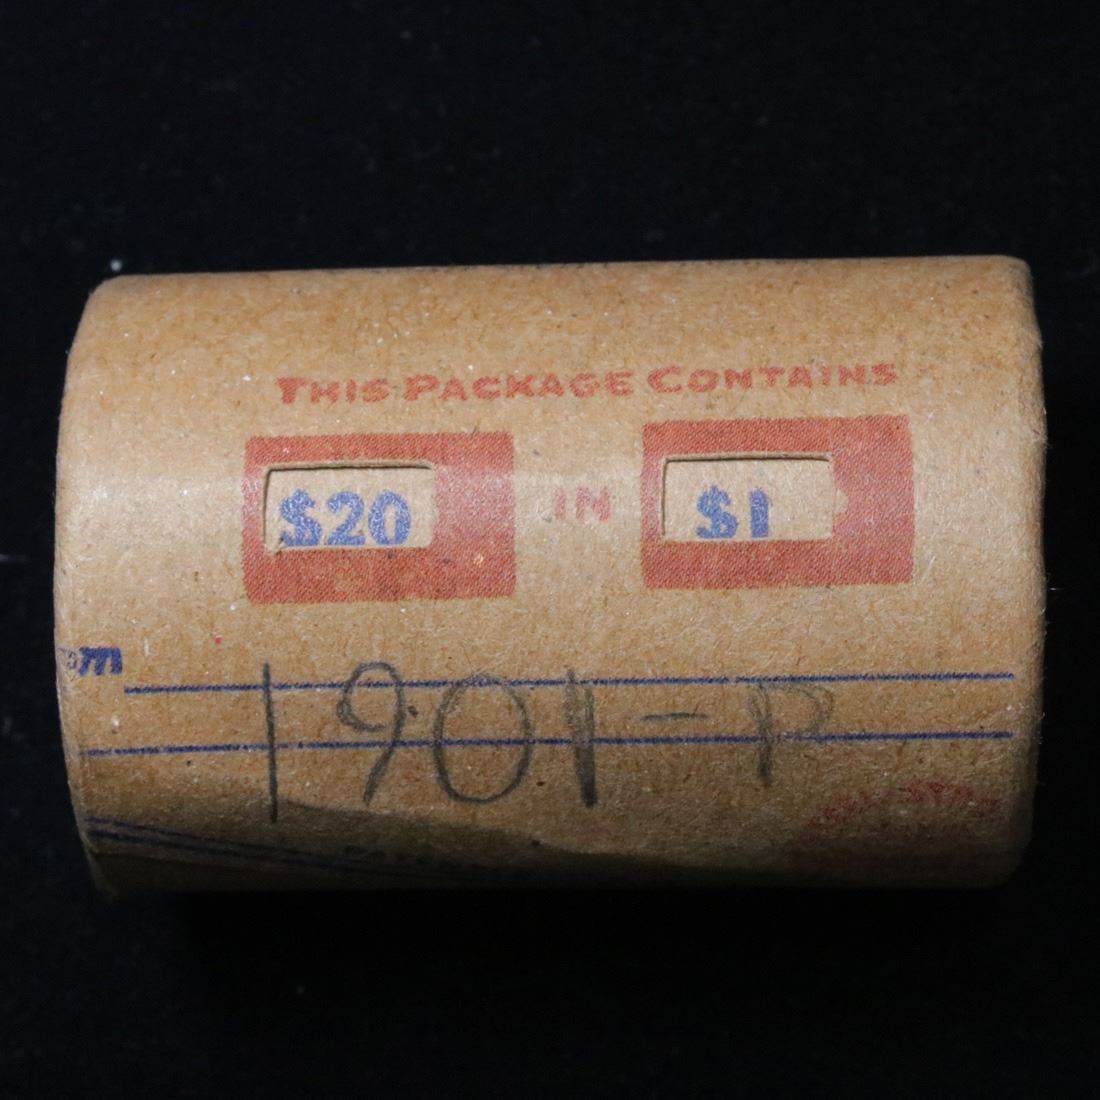 THIS PACKAGE CONTAINS
$20 IN $1
1901-P